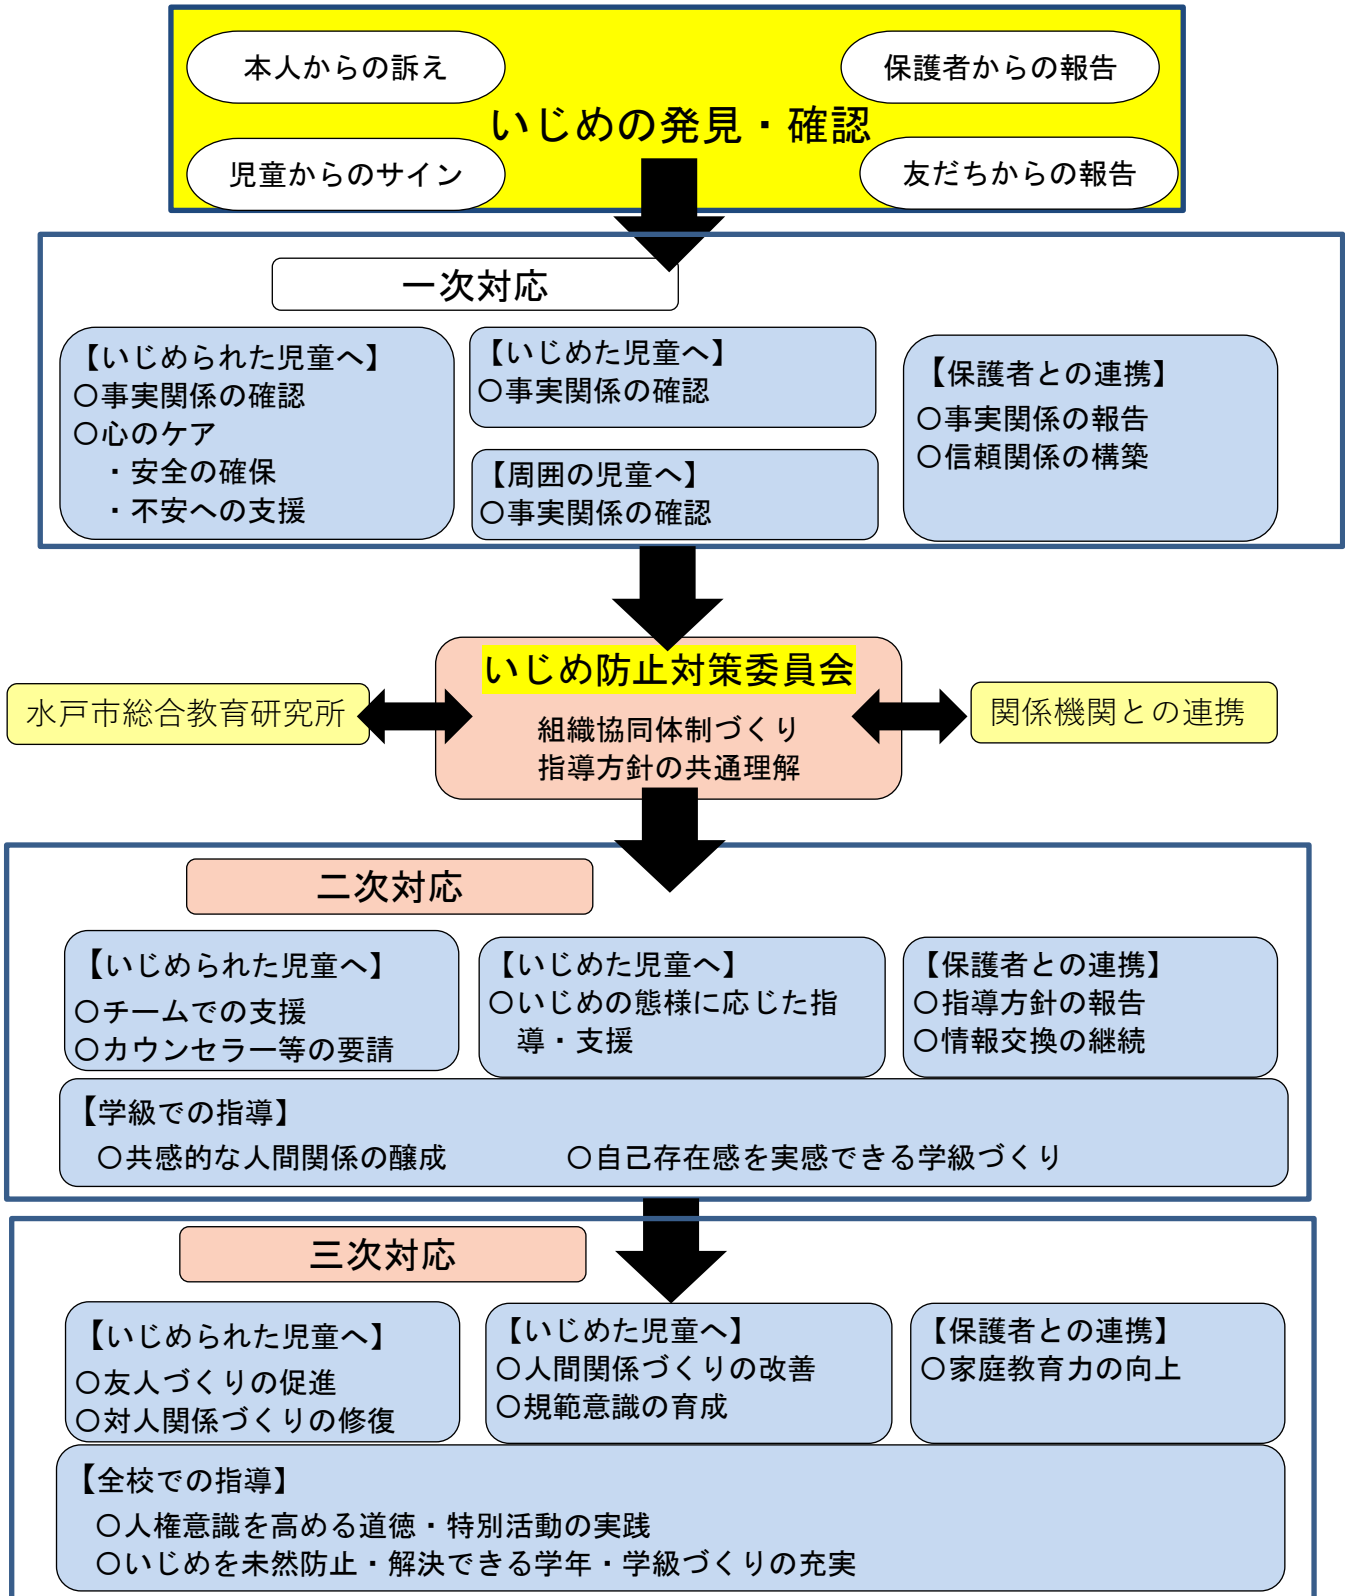 本人からの訴え
保護者からの報告
いじめの発見・確認
児童からのサイン
友だちからの報告
一次対応
【いじめられた児童へ】
〇事実関係の確認
〇心のケア
・安全の確保
・不安への支援
【いじめた児童へ】
〇事実関係の確認
【周囲の児童へ】
〇事実関係の確認
【保護者との連携】
〇事実関係の報告
〇信頼関係の構築
いじめ防止対策委員会
組織協同体制づくり
指導方針の共通理解
水戸市総合教育研究所
関係機関との連携
二次対応
【いじめられた児童へ】
〇チームでの支援
〇カウンセラー等の要請
【いじめた児童へ】
〇いじめの態様に応じた指
導・支援
【保護者との連携】
〇指導方針の報告
〇情報交換の継続
【学級での指導】
〇共感的な人間関係の醸成　〇自己存在感を実感できる学級づくり
三次対応
【いじめられた児童へ】
〇友人づくりの促進
〇対人関係づくりの修復
【いじめた児童へ】
〇人間関係づくりの改善
〇規範意識の育成
【保護者との連携】
〇家庭教育力の向上
【全校での指導】
〇人権意識を高める道徳・特別活動の実践
〇いじめを未然防止・解決できる学年・学級づくりの充実